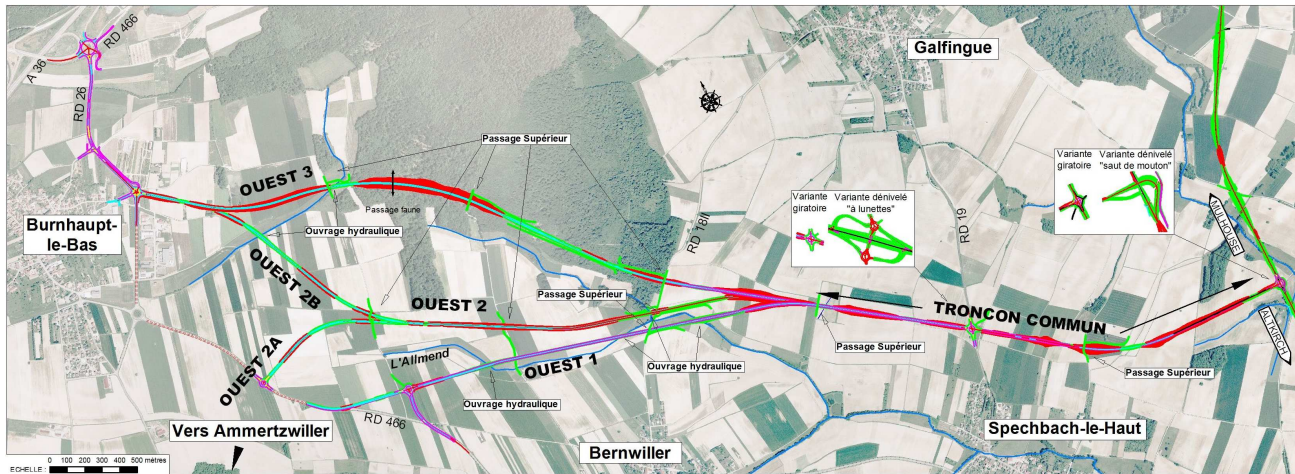 RD 466
A 36
RD 26
Galfingue
Passage Supérieur
OUEST 3
Passage faune
Burnhaupt-
le-Bas
Ouvrage hydraulique
OUEST 2B
RD 18II
Variante
giratoire
Variante dénivelé
"à lunettes"
RD 19
Variante
giratoire
Variante dénivelé
"saut de mouton"
MULHOUSE
ALTKIRCH
OUEST 2
Passage Supérieur
TRONCON COMMUN
Passage Supérieur
Passage Supérieur
OUEST 2A
L'Allmend
OUEST 1
Ouvrage hydraulique
Ouvrage hydraulique
RD 466
Vers Ammertzwiller
Bernwiller
Spechbach-le-Haut
ECHELLE : 0 100 200 300 400 500 mètres